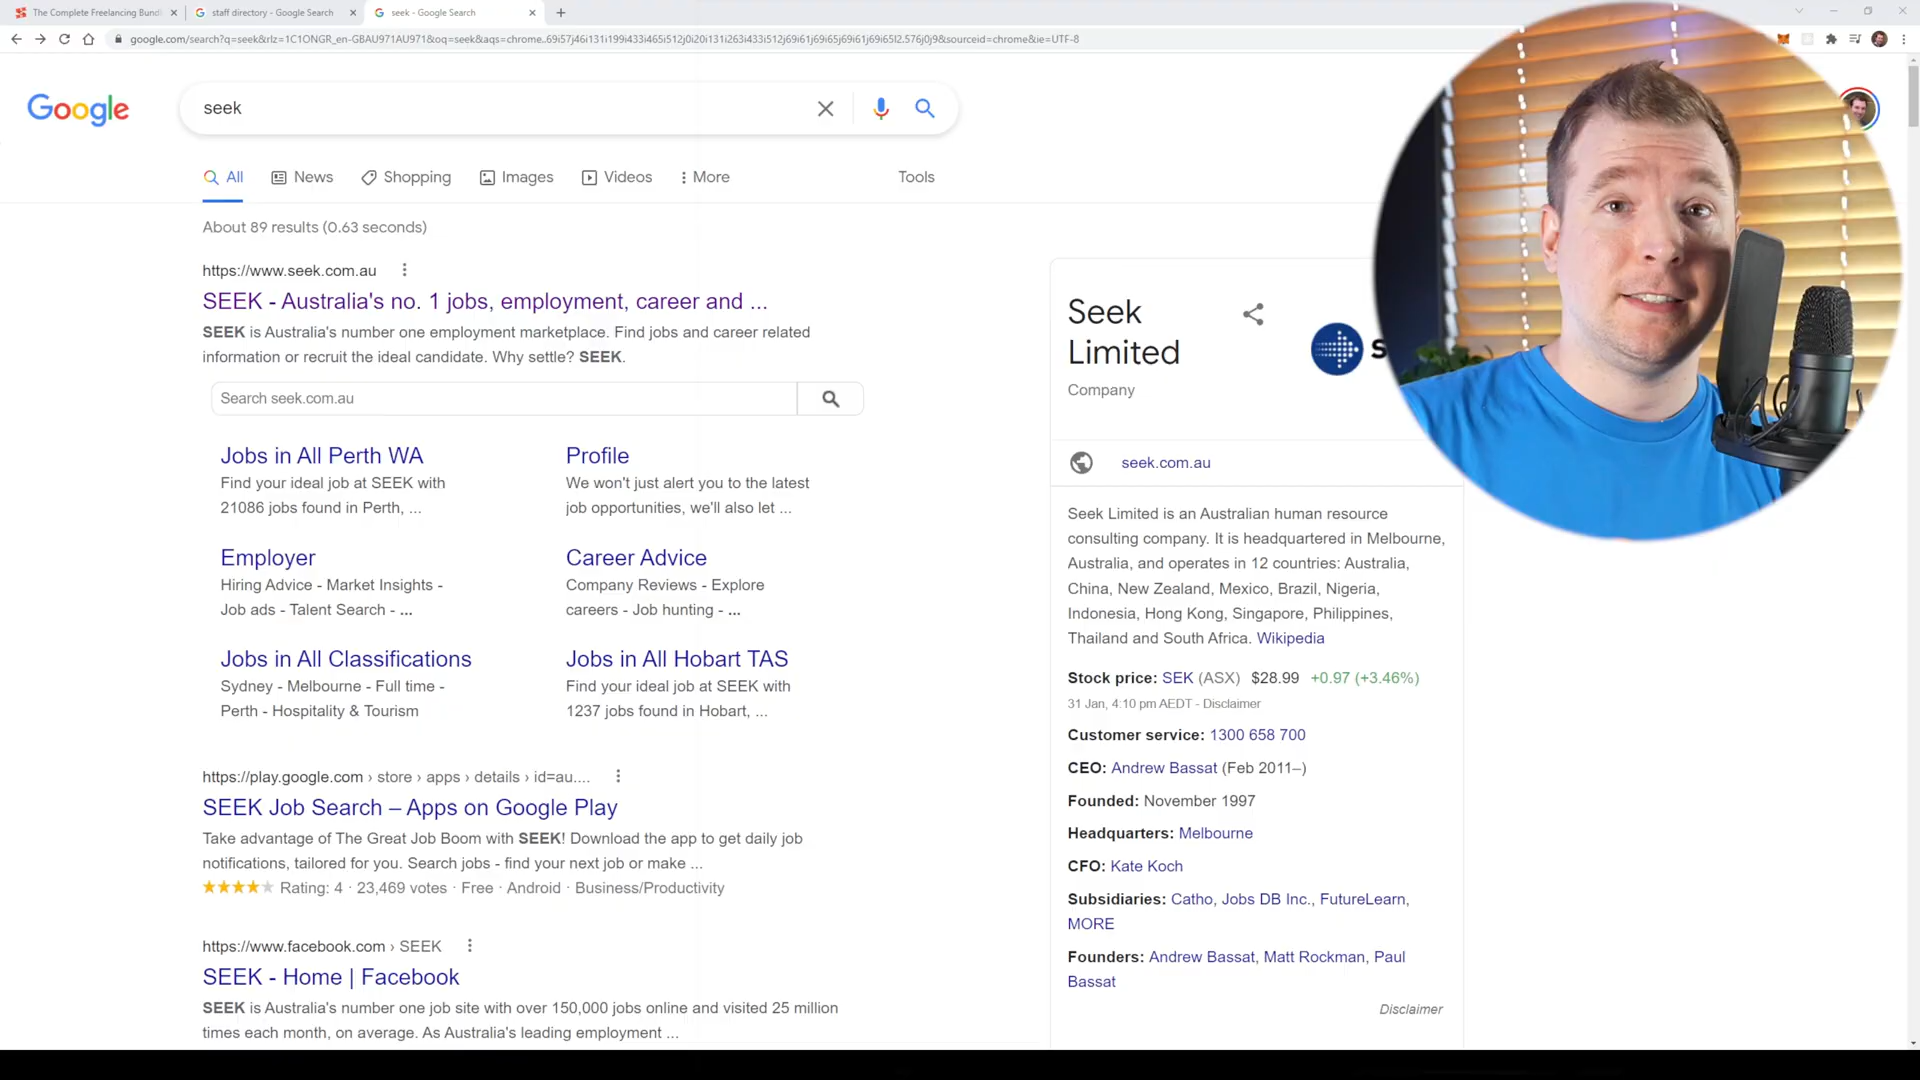 The Complete Freelancing Bund
staff directory - Google Search
seek - Google Search
google.com/search?q=seek&rlz=1C1ONGR_en-GBAU971AU971&oq=seek&aqs=chrome..69i57j46i131i199i433i465i512j0i20i131i263i433i512j69i61j69i65j69i61j69i65l2.576j0j9&sourceid=chrome&ie=UTF-8
Google
seek
All
News
Shopping
Images
Videos
More
Tools
About 89 results (0.63 seconds)
https://www.seek.com.au
SEEK - Australia's no. 1 jobs, employment, career and ...
SEEK is Australia's number one employment marketplace. Find jobs and career related
information or recruit the ideal candidate. Why settle? SEEK.
Search seek.com.au
Jobs in All Perth WA
Find your ideal job at SEEK with
21086 jobs found in Perth, ...
Profile
We won't just alert you to the latest
job opportunities, we'll also let ...
Employer
Hiring Advice - Market Insights -
Job ads - Talent Search - ...
Career Advice
Company Reviews - Explore
careers - Job hunting - ...
Jobs in All Classifications
Sydney - Melbourne - Full time -
Perth - Hospitality & Tourism
Jobs in All Hobart TAS
Find your ideal job at SEEK with
1237 jobs found in Hobart, ...
https://play.google.com › store › apps › details › id=au....
SEEK Job Search – Apps on Google Play
Take advantage of The Great Job Boom with SEEK! Download the app to get daily job
notifications, tailored for you. Search jobs - find your next job or make ...
Rating: 4 · 23,469 votes · Free · Android · Business/Productivity
https://www.facebook.com › SEEK
SEEK - Home | Facebook
SEEK is Australia's number one job site with over 150,000 jobs online and visited 25 million
times each month, on average. As Australia's leading employment ...
Seek
Limited
Company
s
seek.com.au
Seek Limited is an Australian human resource
consulting company. It is headquartered in Melbourne,
Australia, and operates in 12 countries: Australia,
China, New Zealand, Mexico, Brazil, Nigeria,
Indonesia, Hong Kong, Singapore, Philippines,
Thailand and South Africa. Wikipedia
Stock price: SEK (ASX) $28.99 +0.97 (+3.46%)
31 Jan, 4:10 pm AEDT - Disclaimer
Customer service: 1300 658 700
CEO: Andrew Bassat (Feb 2011–)
Founded: November 1997
Headquarters: Melbourne
CFO: Kate Koch
Subsidiaries: Catho, Jobs DB Inc., FutureLearn,
MORE
Founders: Andrew Bassat, Matt Rockman, Paul
Bassat
Disclaimer